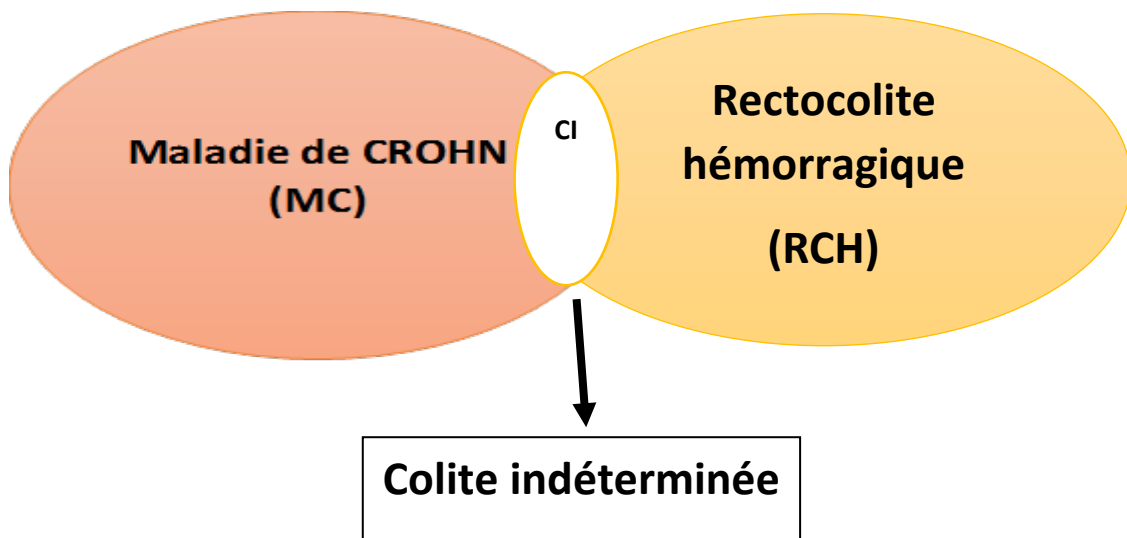 Maladie de CROHN
(MC)
CI
Rectocolite
hémorragique
(RCH)
Colite indéterminée